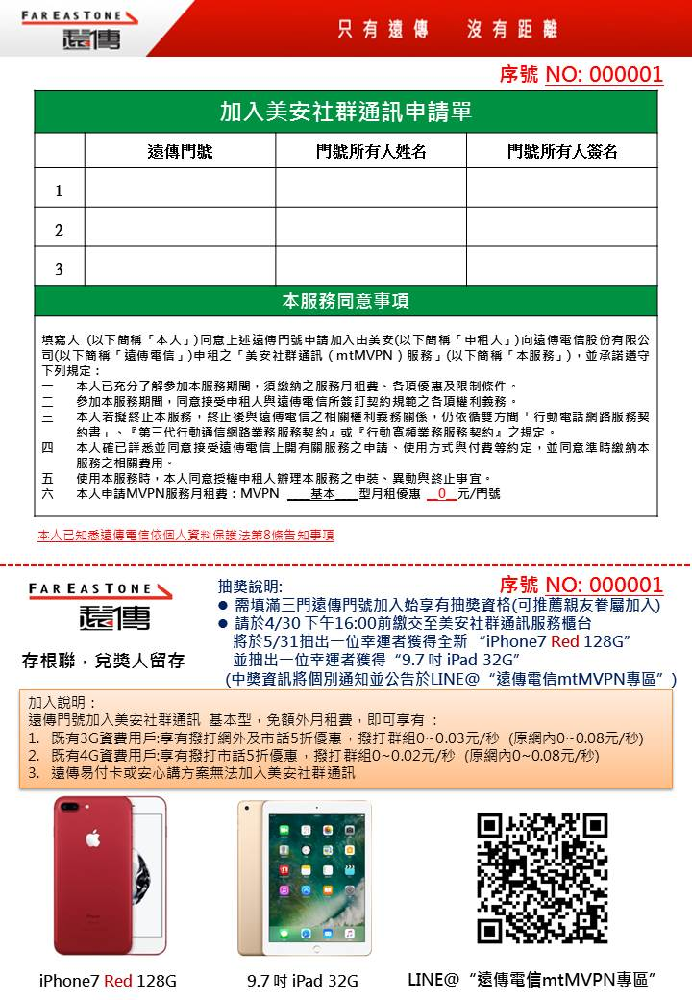 FAREASTONE
遠傳
只有遠傳 沒有距離
序號 NO: 000001
加入美安社群通訊申請單
遠傳門號 門號所有人姓名 門號所有人簽名
1
2
3
本服務同意事項
填寫人 (以下簡稱「本人」)同意上述遠傳門號申請加入由美安(以下簡稱「申租人」)向遠傳電信股份有限公
司(以下簡稱「遠傳電信」)申租之「美安社群通訊（mtMVPN）服務」(以下簡稱「本服務」)，並承諾遵守
下列規定：
一 本人已充分了解參加本服務期間，須繳納之服務月租費、各項優惠及限制條件。
二 參加本服務期間，同意接受申租人與遠傳電信所簽訂契約規範之各項權利義務。
三 本人若擬終止本服務，終止後與遠傳電信之相關權利義務關係，仍依循雙方間「行動電話網路服務契
約書」、『第三代行動通信網路業務服務契約』或『行動寬頻業務服務契約』之規定。
四 本人確已詳悉並同意接受遠傳電信上開有關服務之申請、使用方式與付費等約定，並同意準時繳納本
服務之相關費用。
五 使用本服務時，本人同意授權申租人辦理本服務之申裝、異動與終止事宜。
六 本人申請MVPN服務月租費：MVPN ____基本____型月租優惠 __0__元/門號
本人已知悉遠傳電信依個人資料保護法第8條告知事項
FAREASTONE
遠傳
存根聯，兌獎人留存
序號 NO: 000001
抽獎說明:
● 需填滿三門遠傳門號加入始享有抽獎資格(可推薦親友眷屬加入)
● 請於4/30 下午16:00前繳交至美安社群通訊服務櫃台
將於5/31抽出一位幸運者獲得全新 “iPhone7 Red 128G”
並抽出一位幸運者獲得 “9.7 吋 iPad 32G”
(中獎資訊將個別通知並公告於LINE@“遠傳電信mtMVPN專區”)
加入說明：
遠傳門號加入美安社群通訊 基本型，免額外月租費，即可享有：
1. 既有3G資費用戶:享有撥打網外及市話5折優惠，撥打群組0~0.03元/秒 (原網內0~0.08元/秒)
2. 既有4G資費用戶:享有撥打市話5折優惠，撥打群組0~0.02元/秒 (原網內0~0.08元/秒)
3. 遠傳易付卡或安心講方案無法加入美安社群通訊
iPhone7 Red 128G
9.7 吋 iPad 32G
LINE@“遠傳電信mtMVPN專區”